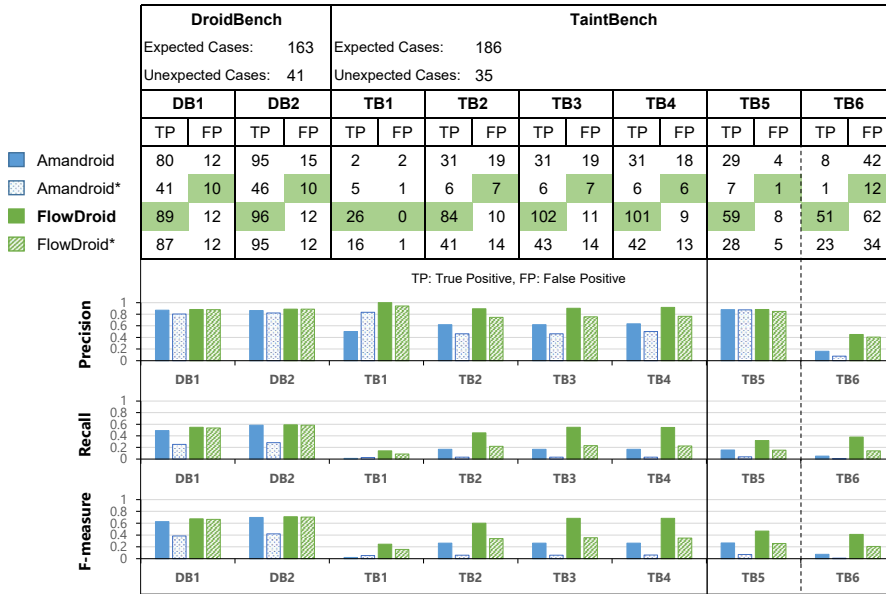 DroidBench TaintBench
Expected Cases: 163 Expected Cases: 186
Unexpected Cases: 41 Unexpected Cases: 35
DB1 DB2 TB1 TB2 TB3 TB4 TB5 TB6
TP FP TP FP TP FP TP FP TP FP TP FP TP FP TP FP
Amandroid 80 12 95 15 2 2 31 19 31 19 31 18 29 4 8 42
Amandroid* 41 10 46 10 5 1 6 7 6 7 6 6 7 1 1 12
FlowDroid 89 12 96 12 26 0 84 10 102 11 101 9 59 8 51 62
FlowDroid* 87 12 95 12 16 1 41 14 43 14 42 13 28 5 23 34
TP: True Positive, FP: False Positive
Precision
1
0.8
0.6
0.4
0.2
0
DB1 DB2 TB1 TB2 TB3 TB4 TB5 TB6
Recall
1
0.8
0.6
0.4
0.2
0
DB1 DB2 TB1 TB2 TB3 TB4 TB5 TB6
F-measure
1
0.8
0.6
0.4
0.2
0
DB1 DB2 TB1 TB2 TB3 TB4 TB5 TB6